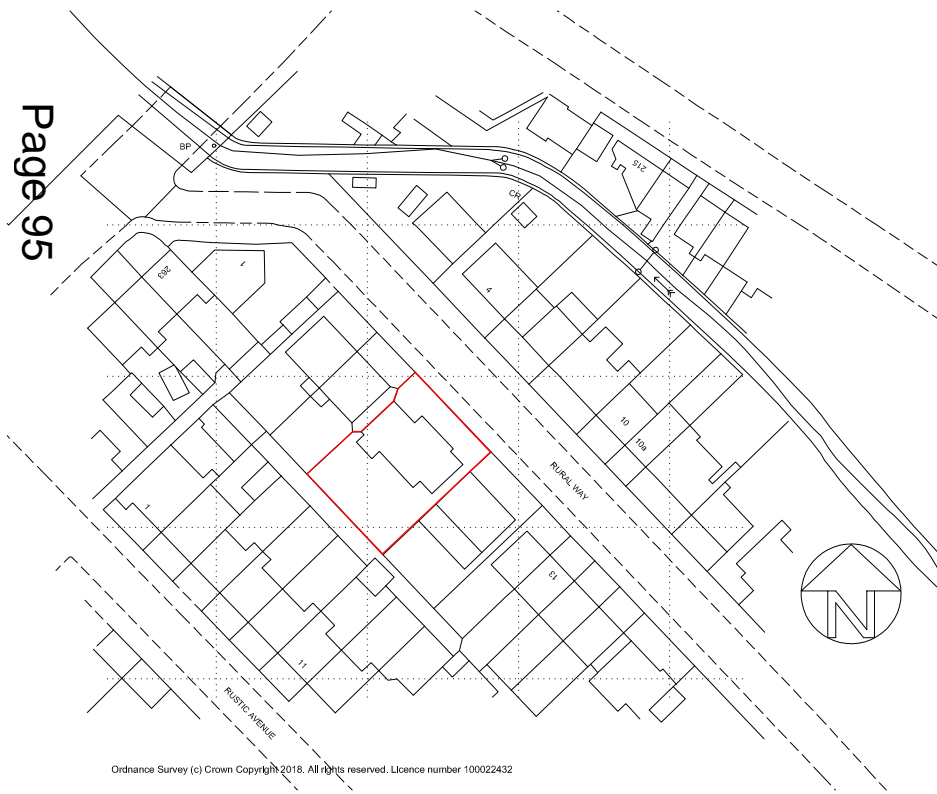 Page 95
BP
215
CR
263
1
4
10
10a
RURAL WAY
1
13
11
RUSTIC AVENUE
N
Ordnance Survey (c) Crown Copyright 2018. All rights reserved. Licence number 100022432